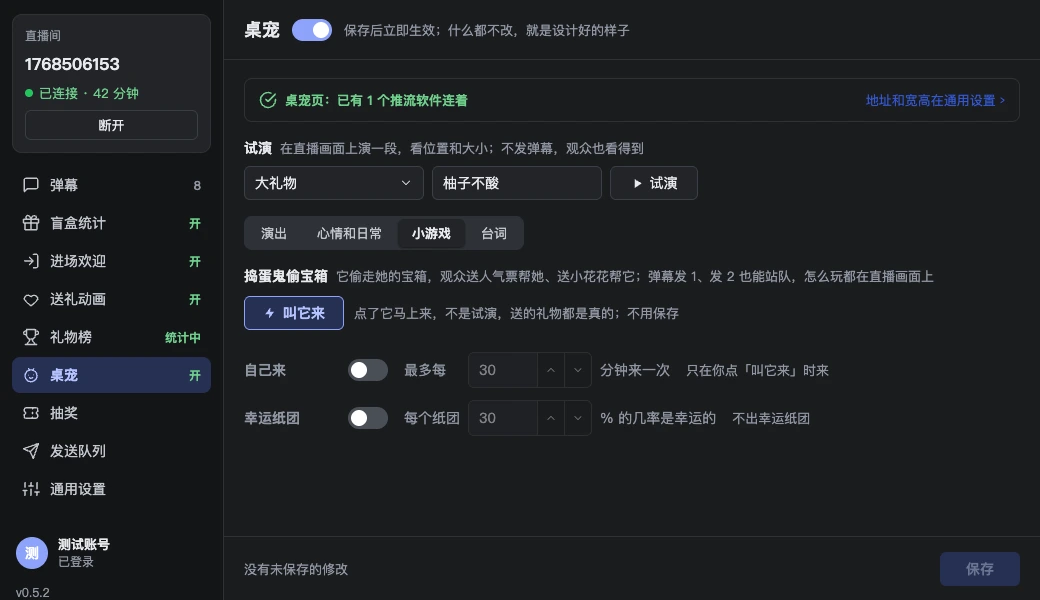 直播间
1768506153
已连接 · 42 分钟
断开
弹幕 8
盲盒统计 开
进场欢迎 开
送礼动画 开
礼物榜 统计中
桌宠 开
抽奖
发送队列
通用设置
测 测试账号
已登录
v0.5.2
桌宠 保存后立即生效；什么都不改，就是设计好的样子
桌宠页：已有 1 个推流软件连着 地址和宽高在通用设置 ›
试演 在直播画面上演一段，看位置和大小；不发弹幕，观众也看得到
大礼物 柚子不酸 试演
演出 心情和日常 小游戏 台词
捣蛋鬼偷宝箱 它偷走她的宝箱，观众送人气票帮她、送小花花帮它；弹幕发 1、发 2 也能站队，怎么玩都在直播画面上
叫它来 点了它马上来，不是试演，送的礼物都是真的；不用保存
自己来 最多每 30 分钟来一次 只在你点「叫它来」时来
幸运纸团 每个纸团 30 % 的几率是幸运的 不出幸运纸团
没有未保存的修改 保存